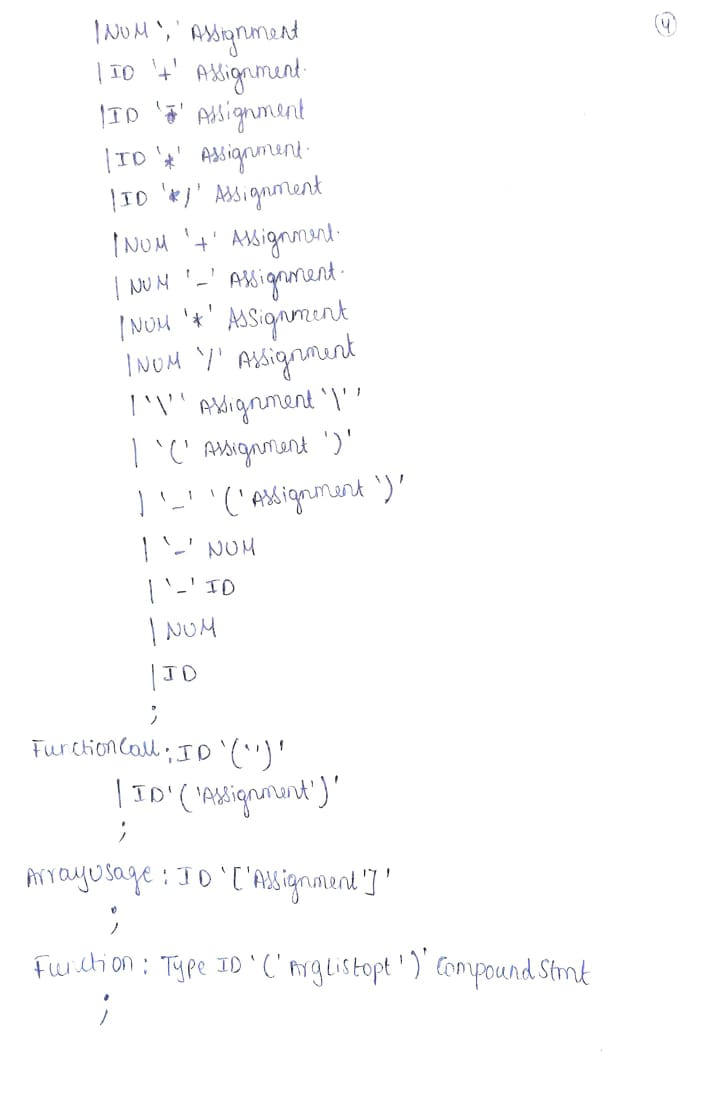 4
| NUM ',' Assignment
| ID '+' Assignment.
| ID '-' Assignment
| ID '*' Assignment.
| ID '/' Assignment
| NUM '+' Assignment.
| NUM '-' Assignment.
| NUM '*' Assignment
| NUM '/' Assignment
| '\'' Assignment '\''
| '(' Assignment ')'
| '-' '(' Assignment ')'
| '-' NUM
| '-' ID
| NUM
| ID
;
FunctionCall : ID '('')'
| ID '(' Assignment ')'
;
ArrayUsage : ID '[' Assignment ']'
;
Function : Type ID '(' ArgListopt ')' CompoundStmt
;